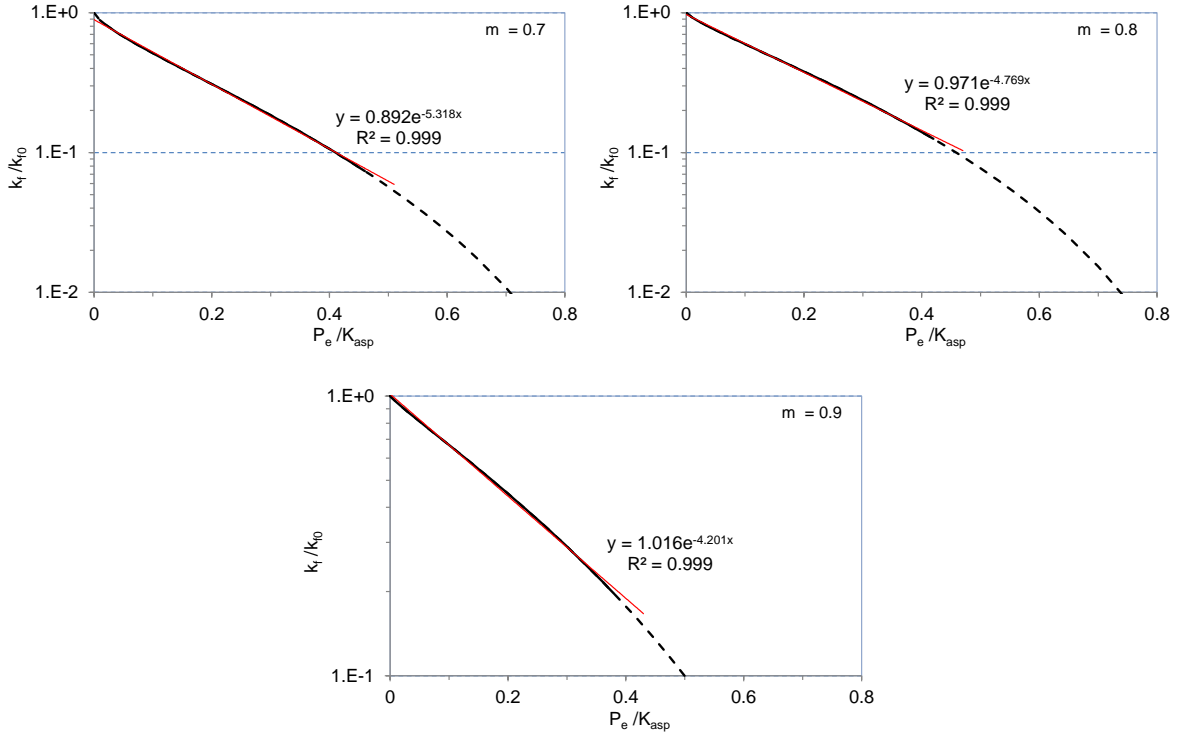 1.E+0
m = 0.7
y = 0.892e^-5.318x
R² = 0.999
1.E-1
k_f /k_f0
1.E-2
0 0.2 0.4 0.6 0.8
P_e /K_asp
1.E+0
m = 0.8
y = 0.971e^-4.769x
R² = 0.999
1.E-1
k_f /k_f0
1.E-2
0 0.2 0.4 0.6 0.8
P_e /K_asp
1.E+0
m = 0.9
y = 1.016e^-4.201x
R² = 0.999
k_f /k_f0
1.E-1
0 0.2 0.4 0.6 0.8
P_e /K_asp